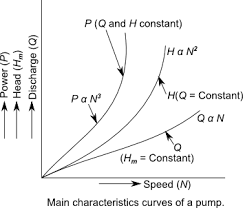 Power (P)
Head (Hm)
Discharge (Q)
P (Q and H constant)
P α N³
H α N²
H(Q = Constant)
Q α N
Q
(Hm = Constant)
Speed (N)
Main characteristics curves of a pump.